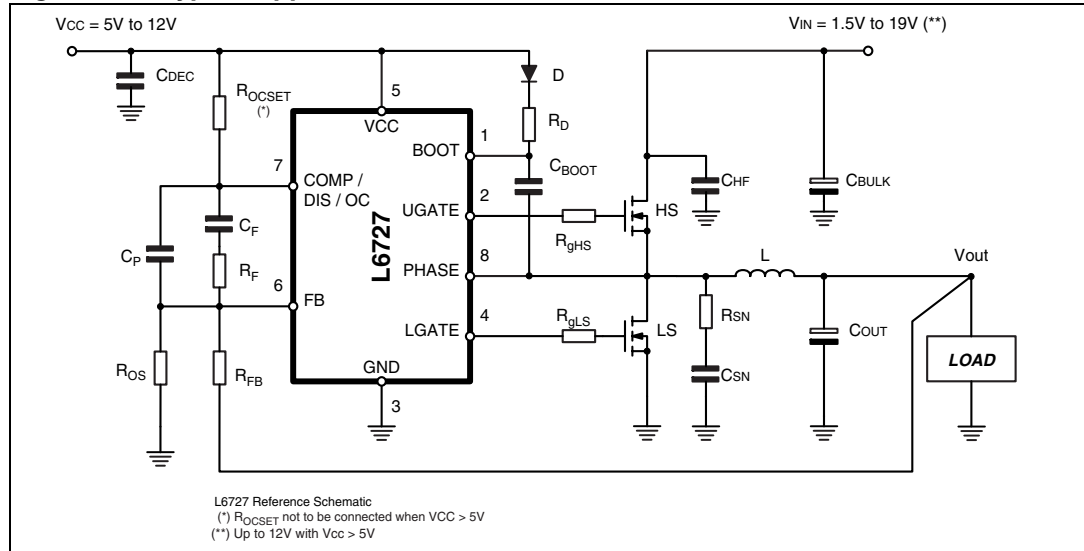 VCC = 5V to 12V
VIN = 1.5V to 19V (**)
CDEC
ROCSET
(*)
5
VCC
D
RD
1
BOOT
CBOOT
7
COMP /
DIS / OC
2
UGATE
RgHS
HS
CHF
CBULK
CF
CP
RF
L6727
PHASE
8
L
Vout
6
FB
LGATE
4
RgLS
LS
RSN
COUT
LOAD
ROS
RFB
GND
3
CSN
L6727 Reference Schematic
(*) ROCSET not to be connected when VCC > 5V
(**) Up to 12V with Vcc > 5V